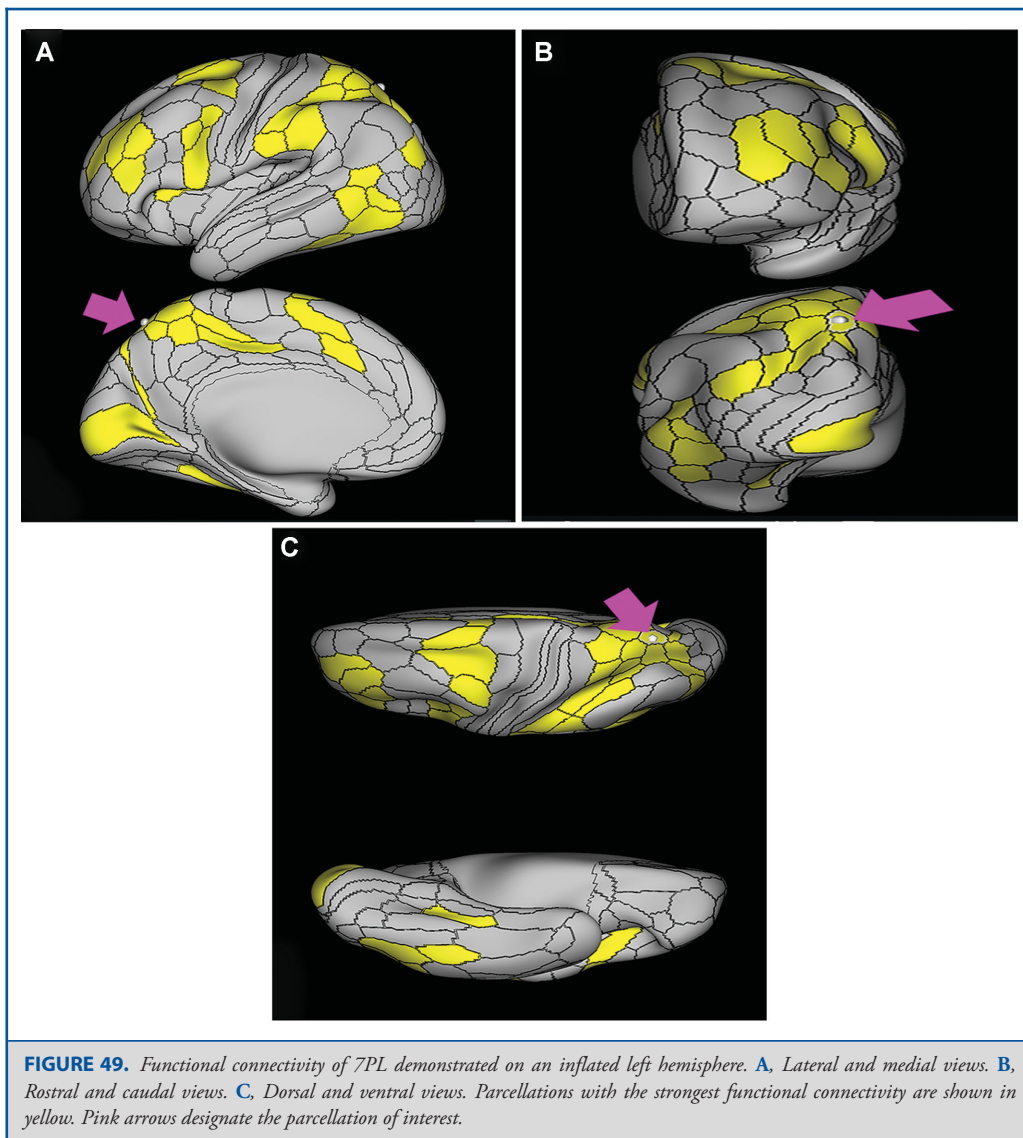 A
B
C
FIGURE 49. Functional connectivity of 7PL demonstrated on an inflated left hemisphere. A, Lateral and medial views. B,
Rostral and caudal views. C, Dorsal and ventral views. Parcellations with the strongest functional connectivity are shown in
yellow. Pink arrows designate the parcellation of interest.